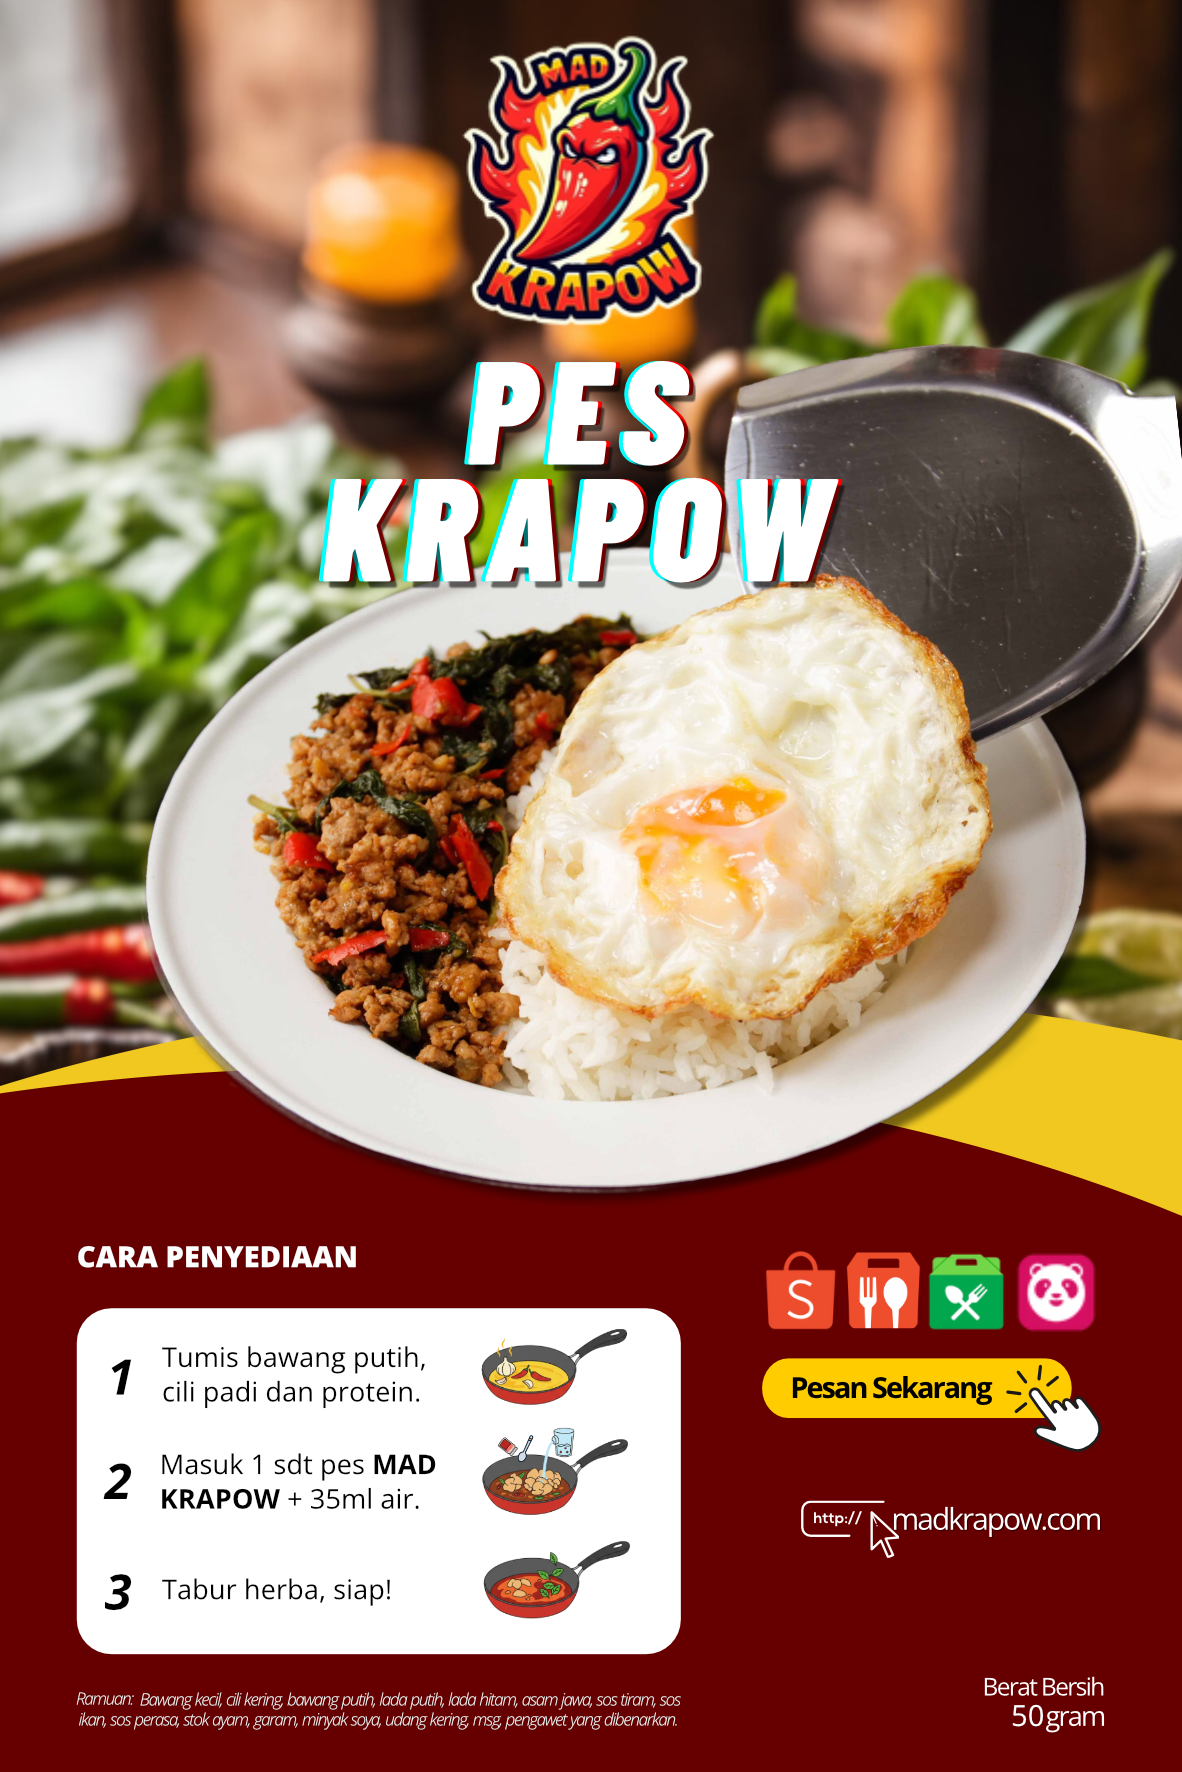 MAD
KRAPOW
PES
KRAPOW
CARA PENYEDIAAN
1
Tumis bawang putih,
cili padi dan protein.
2
Masuk 1 sdt pes MAD
KRAPOW + 35ml air.
3
Tabur herba, siap!
S
Pesan Sekarang
http://
madkrapow.com
Ramuan: Bawang kecil, cili kering, bawang putih, lada putih, lada hitam, asam jawa, sos tiram, sos
ikan, sos perasa, stok ayam, garam, minyak soya, udang kering, msg, pengawet yang dibenarkan.
Berat Bersih
50gram